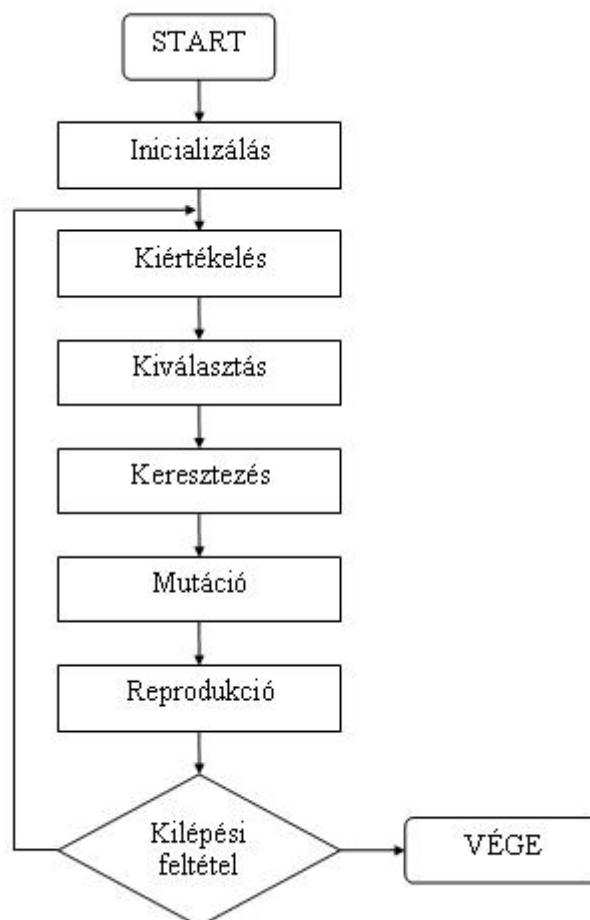 START
Inicializálás
Kiértékelés
Kiválasztás
Keresztezés
Mutáció
Reprodukció
Kilépési
feltétel
VÉGE